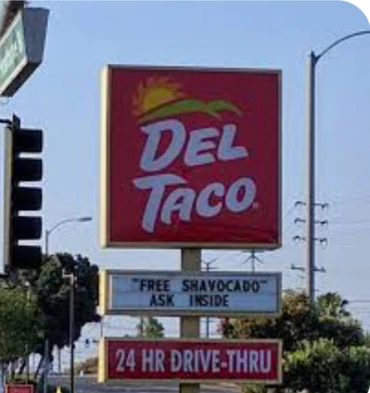 DEL
TACO
"FREE SHAVOCADO"
ASK INSIDE
24 HR DRIVE-THRU